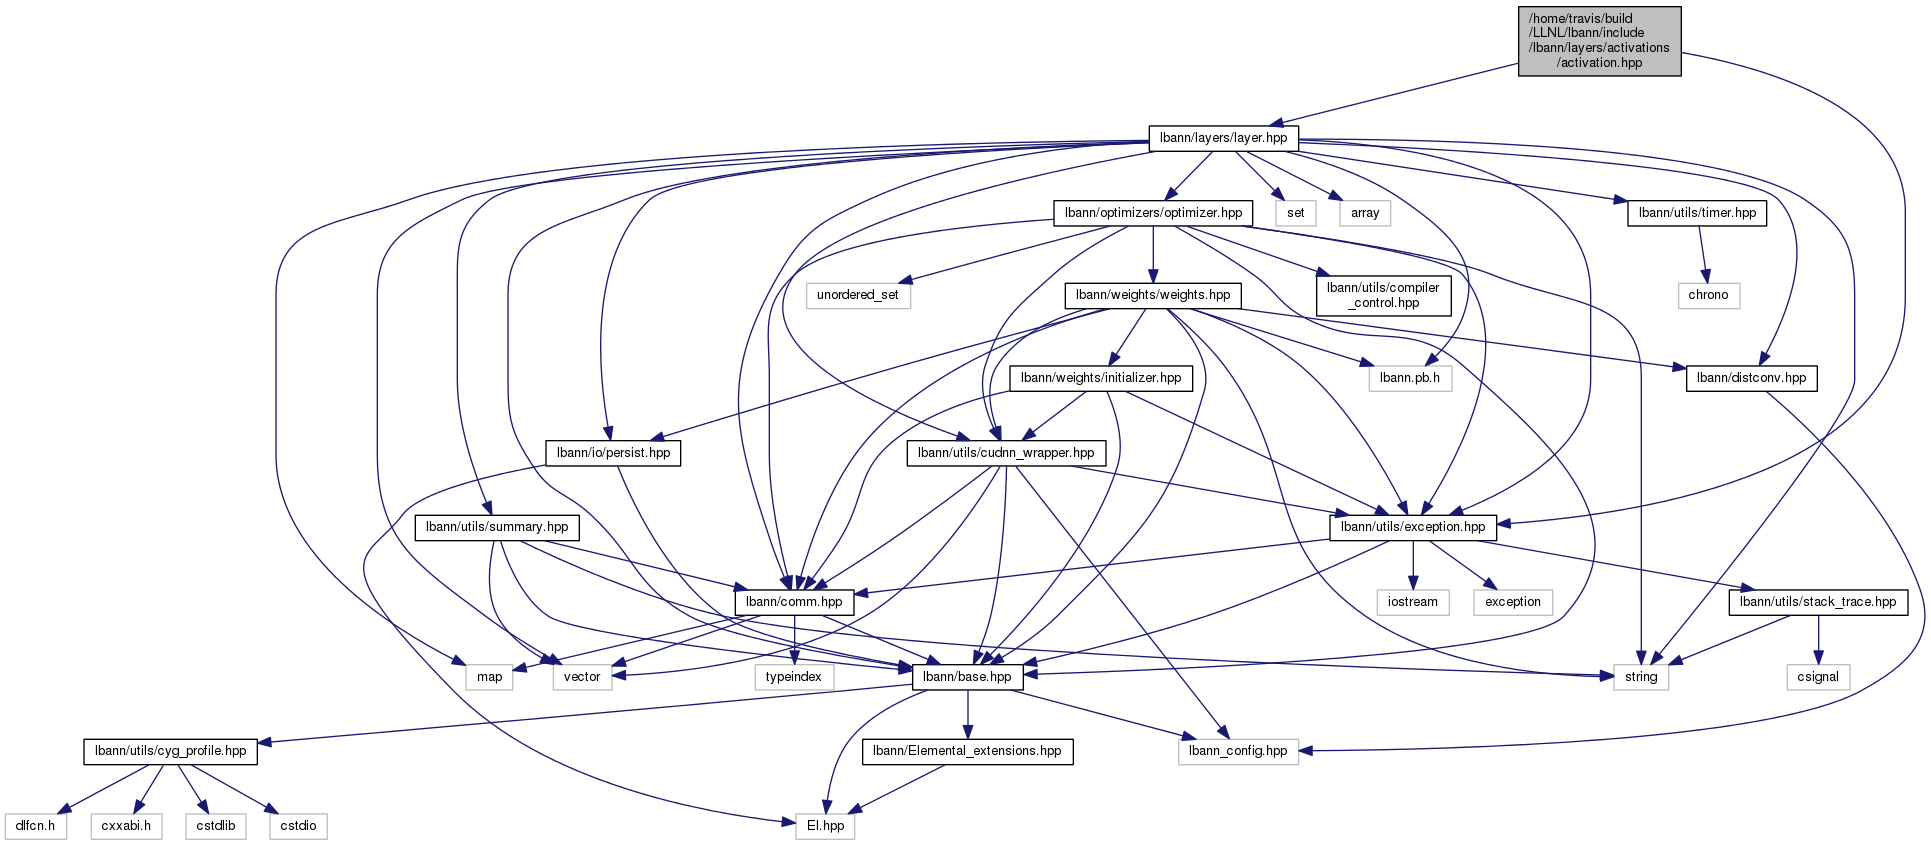 /home/travis/build
/LLNL/lbann/include
/lbann/layers/activations
/activation.hpp
lbann/layers/layer.hpp
lbann/optimizers/optimizer.hpp
set
array
lbann/utils/timer.hpp
unordered_set
lbann/weights/weights.hpp
lbann/utils/compiler
_control.hpp
chrono
lbann/weights/initializer.hpp
lbann.pb.h
lbann/distconv.hpp
lbann/io/persist.hpp
lbann/utils/cudnn_wrapper.hpp
lbann/utils/summary.hpp
lbann/utils/exception.hpp
lbann/comm.hpp
iostream
exception
lbann/utils/stack_trace.hpp
map
vector
typeindex
lbann/base.hpp
string
csignal
lbann/utils/cyg_profile.hpp
lbann/Elemental_extensions.hpp
lbann_config.hpp
dlfcn.h
cxxabi.h
cstdlib
cstdio
El.hpp